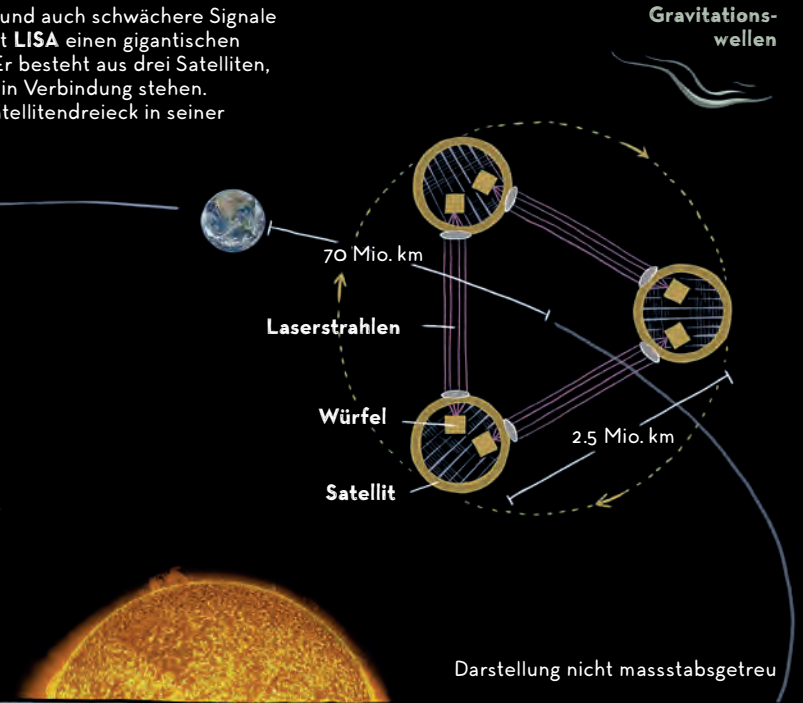 und auch schwächere Signale
t LISA einen gigantischen
Er besteht aus drei Satelliten,
in Verbindung stehen.
tellitendreieck in seiner
Gravitations-
wellen
70 Mio. km
Laserstrahlen
Würfel
2.5 Mio. km
Satellit
Darstellung nicht massstabsgetreu